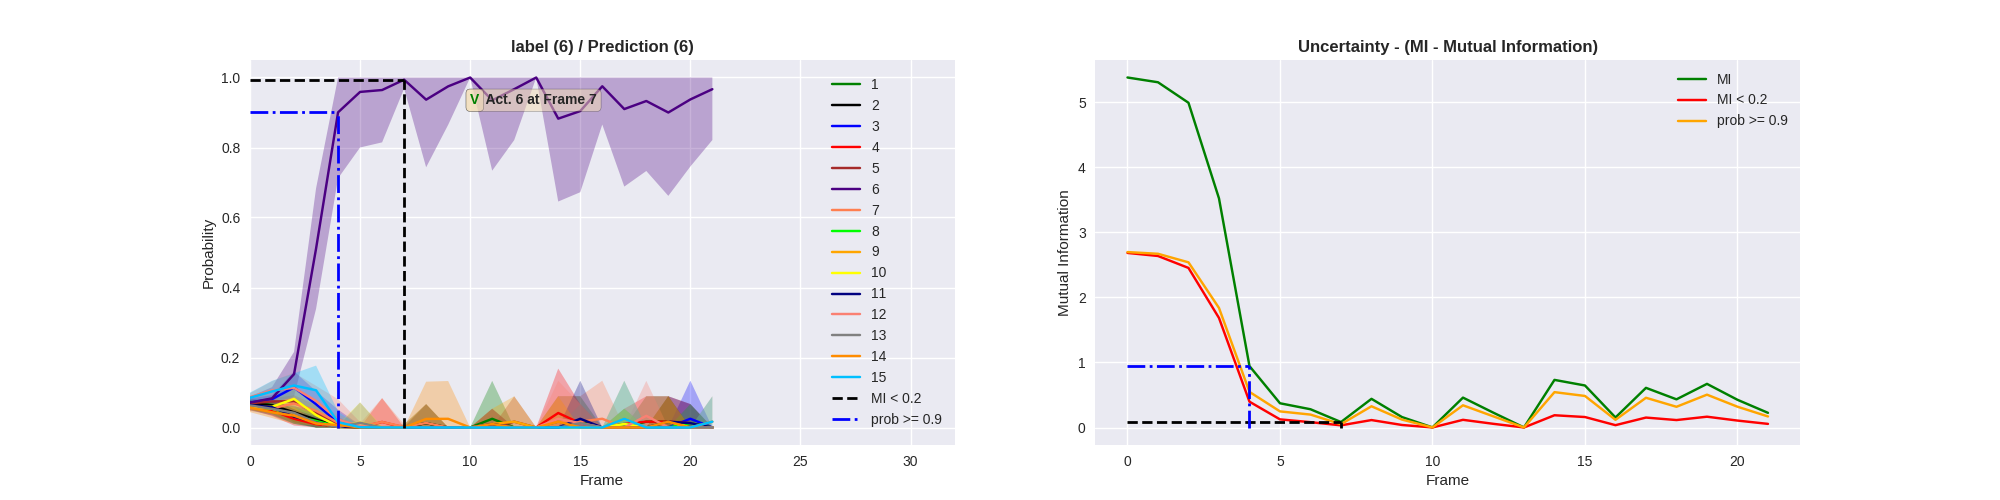 label (6) / Prediction (6)
1.0
0.8
0.6
0.4
0.2
0.0
Probability
0 5 10 15 20 25 30
Frame
V Act. 6 at Frame 7
1
2
3
4
5
6
7
8
9
10
11
12
13
14
15
MI < 0.2
prob >= 0.9
Uncertainty - (MI - Mutual Information)
5
4
3
2
1
0
Mutual Information
0 5 10 15 20
Frame
MI
MI < 0.2
prob >= 0.9